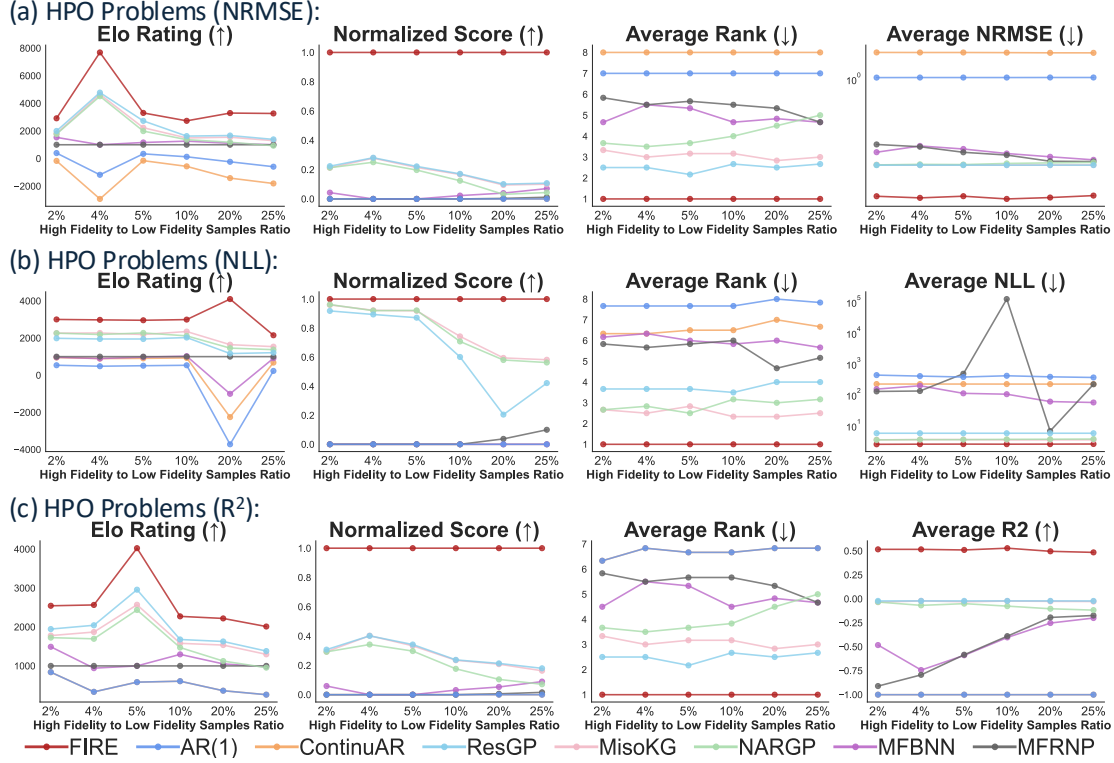 (a) HPO Problems (NRMSE):
Elo Rating (↑)
Normalized Score (↑)
Average Rank (↓)
Average NRMSE (↓)
8000
6000
4000
2000
0
−2000
1.0
0.8
0.6
0.4
0.2
0.0
8
7
6
5
4
3
2
1
10⁰
2% 4% 5% 10% 20% 25%
2% 4% 5% 10% 20% 25%
2% 4% 5% 10% 20% 25%
2% 4% 5% 10% 20% 25%
High Fidelity to Low Fidelity Samples Ratio
High Fidelity to Low Fidelity Samples Ratio
High Fidelity to Low Fidelity Samples Ratio
High Fidelity to Low Fidelity Samples Ratio
(b) HPO Problems (NLL):
Elo Rating (↑)
Normalized Score (↑)
Average Rank (↓)
Average NLL (↓)
4000
2000
0
−2000
−4000
1.0
0.8
0.6
0.4
0.2
0.0
8
7
6
5
4
3
2
1
10⁵
10⁴
10³
10²
10¹
2% 4% 5% 10% 20% 25%
2% 4% 5% 10% 20% 25%
2% 4% 5% 10% 20% 25%
2% 4% 5% 10% 20% 25%
High Fidelity to Low Fidelity Samples Ratio
High Fidelity to Low Fidelity Samples Ratio
High Fidelity to Low Fidelity Samples Ratio
High Fidelity to Low Fidelity Samples Ratio
(c) HPO Problems (R²):
Elo Rating (↑)
Normalized Score (↑)
Average Rank (↓)
Average R2 (↑)
4000
3000
2000
1000
1.0
0.8
0.6
0.4
0.2
0.0
7
6
5
4
3
2
1
0.50
0.25
0.00
−0.25
−0.50
−0.75
−1.00
2% 4% 5% 10% 20% 25%
2% 4% 5% 10% 20% 25%
2% 4% 5% 10% 20% 25%
2% 4% 5% 10% 20% 25%
High Fidelity to Low Fidelity Samples Ratio
High Fidelity to Low Fidelity Samples Ratio
High Fidelity to Low Fidelity Samples Ratio
High Fidelity to Low Fidelity Samples Ratio
FIRE AR(1) ContinuAR ResGP MisoKG NARGP MFBNN MFRNP